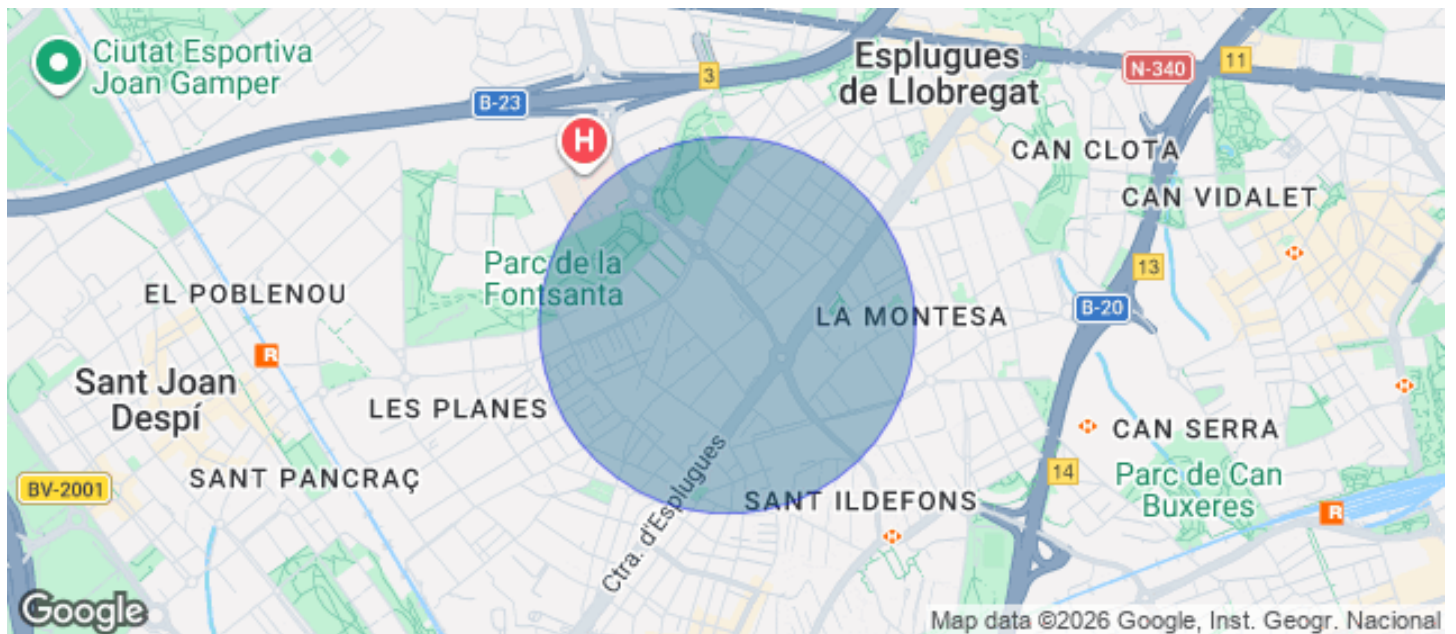 Ciutat Esportiva
Joan Gamper
B-23
3
Esplugues
de Llobregat
N-340
11
H
CAN CLOTA
CAN VIDALET
Parc de la
Fontsanta
EL POBLENOU
13
B-20
LA MONTESA
R
Sant Joan
Despí
LES PLANES
CAN SERRA
SANT PANCRAÇ
BV-2001
Ctra. d'Esplugues
SANT ILDEFONS
14
Parc de Can
Buxeres
R
Google
Map data ©2026 Google, Inst. Geogr. Nacional